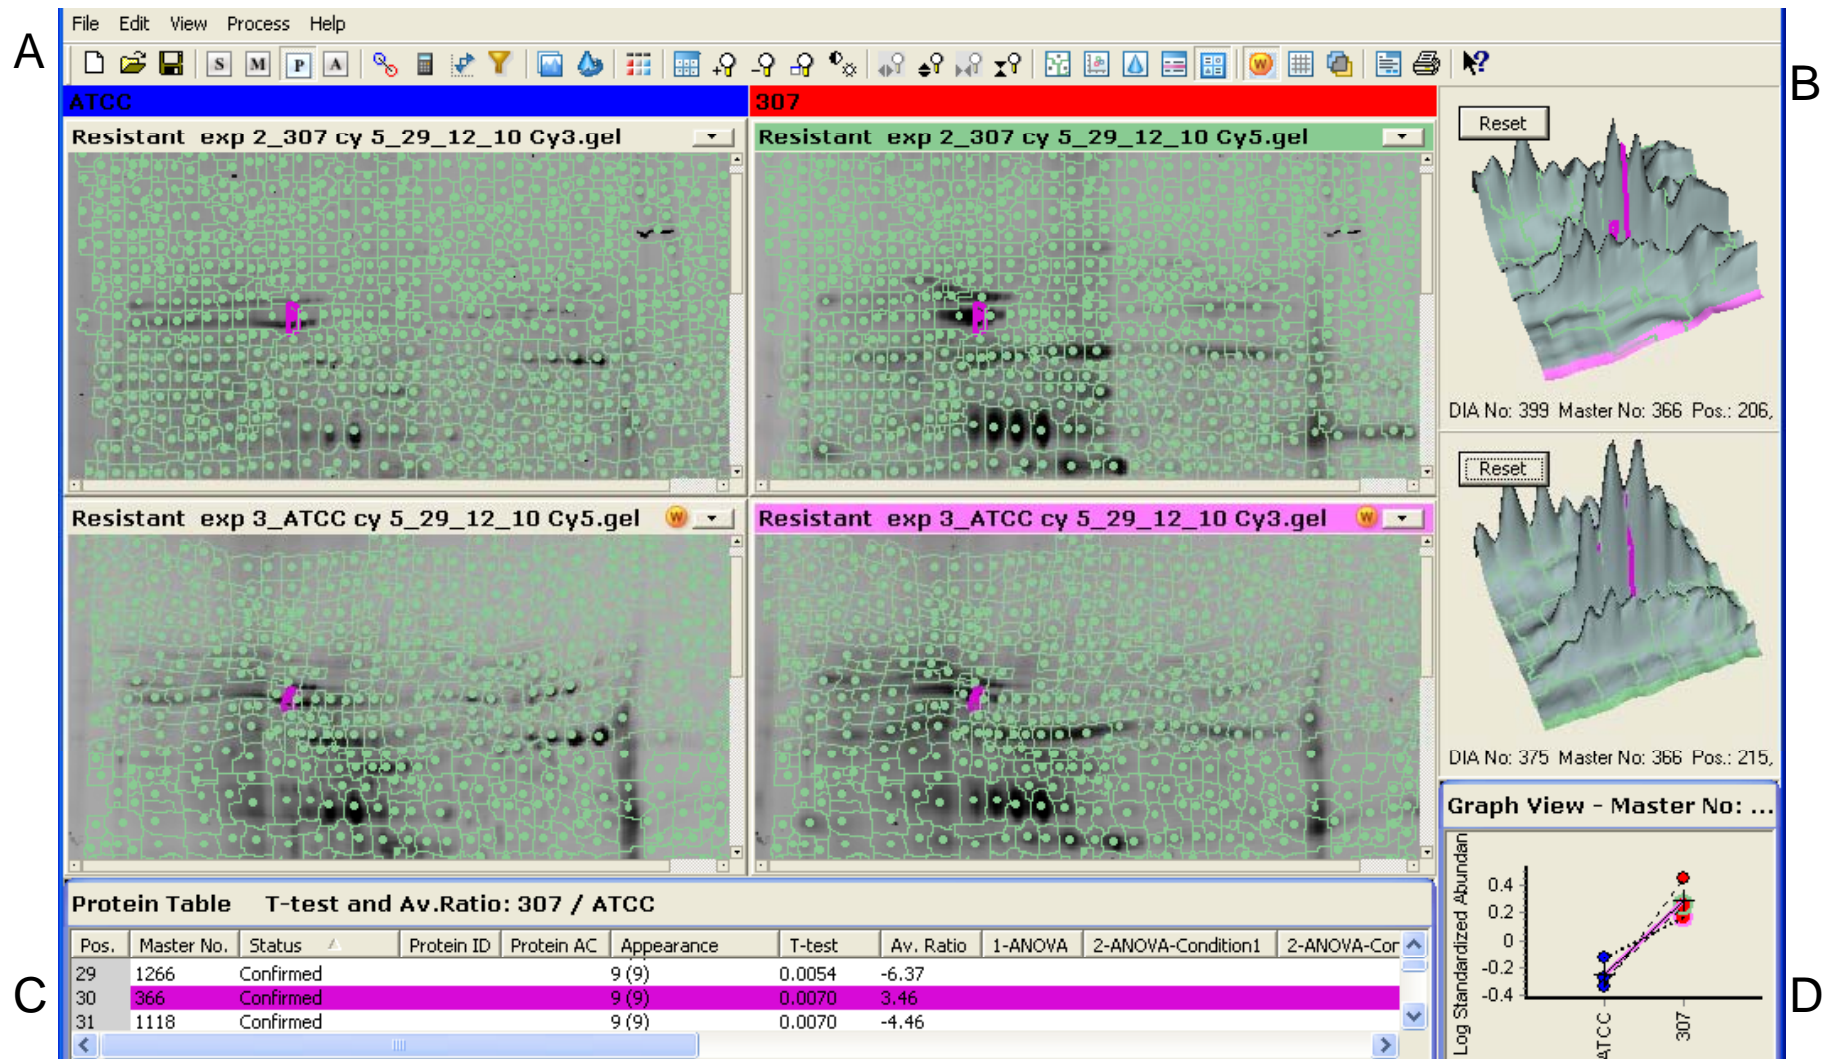 A
File Edit View Process Help
S M P A
W
B
ATCC
307
Resistant exp 2_307 cy 5_29_12_10 Cy3.gel
Resistant exp 2_307 cy 5_29_12_10 Cy5.gel
Reset
DIA No: 399 Master No: 366 Pos.: 206,
Resistant exp 3_ATCC cy 5_29_12_10 Cy5.gel W
Resistant exp 3_ATCC cy 5_29_12_10 Cy3.gel W
Reset
DIA No: 375 Master No: 366 Pos.: 215,
Protein Table T-test and Av.Ratio: 307 / ATCC
Pos. Master No. Status Protein ID Protein AC Appearance T-test Av. Ratio 1-ANOVA 2-ANOVA-Condition1 2-ANOVA-Cor
29 1266 Confirmed 9 (9) 0.0054 -6.37
30 366 Confirmed 9 (9) 0.0070 3.46
31 1118 Confirmed 9 (9) 0.0070 -4.46
C
Graph View - Master No: ...
Log Standardized Abundan
0.4
0.2
0
-0.2
-0.4
ATCC
307
D